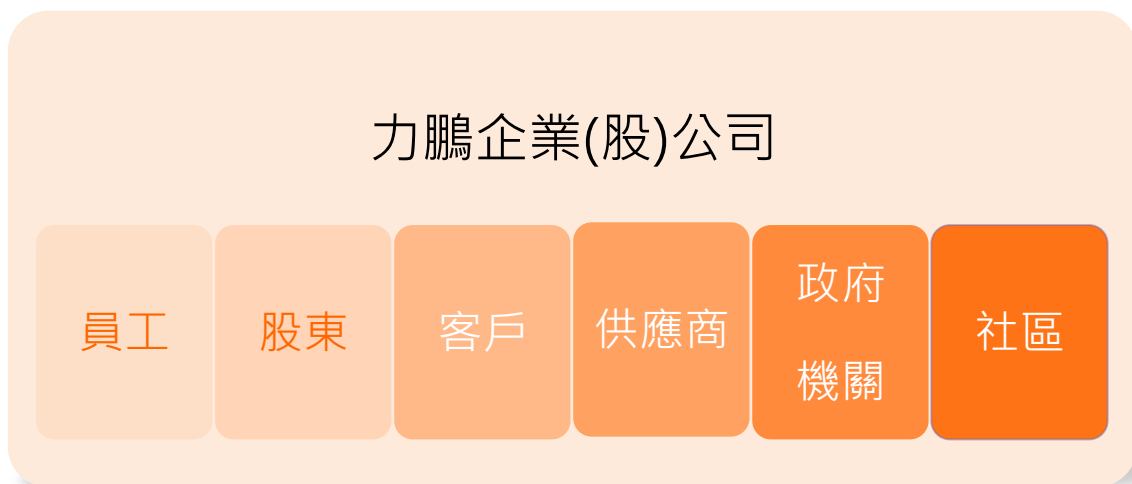 力鵬企業(股)公司
員工
股東
客戶
供應商
政府
機關
社區